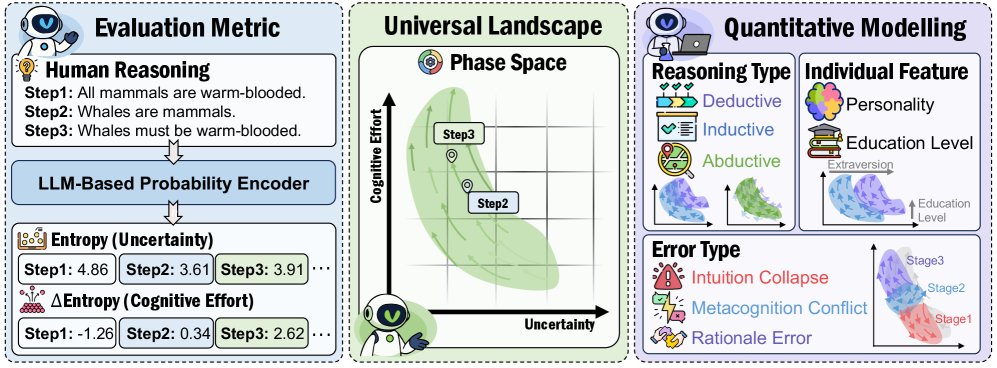 Evaluation Metric
Human Reasoning
Step1: All mammals are warm-blooded.
Step2: Whales are mammals.
Step3: Whales must be warm-blooded.
LLM-Based Probability Encoder
Entropy (Uncertainty)
Step1: 4.86 Step2: 3.61 Step3: 3.91 ...
ΔEntropy (Cognitive Effort)
Step1: -1.26 Step2: 0.34 Step3: 2.62 ...
Universal Landscape
Phase Space
Cognitive Effort
Step3
Step2
Uncertainty
Quantitative Modelling
Reasoning Type
Deductive
Inductive
Abductive
Individual Feature
Personality
Education Level
Extraversion
Education
Level
Error Type
Intuition Collapse
Metacognition Conflict
Rationale Error
Stage3
Stage2
Stage1